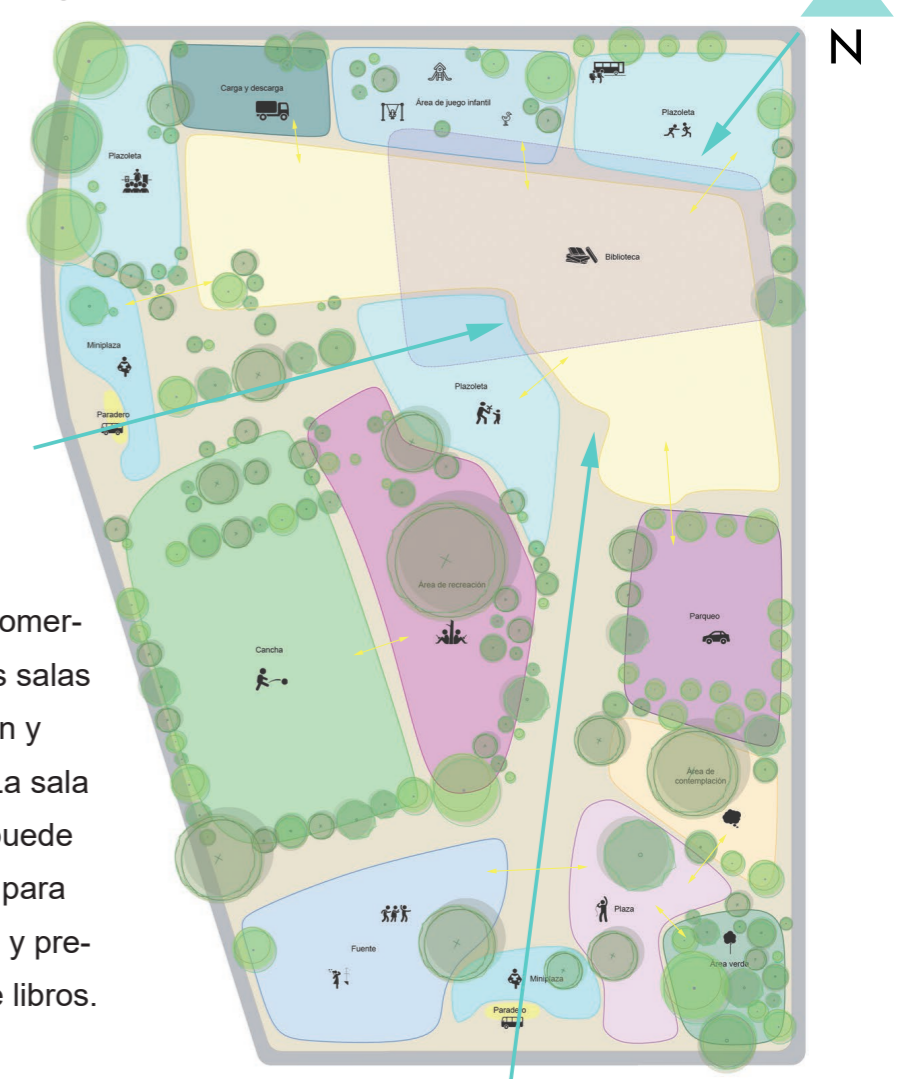 N
Carga y descarga
Área de juego infantil
Plazoleta
Plazoleta
Biblioteca
Miniplaza
Plazoleta
Paradero
Área de recreación
Parqueo
Cancha
omer-
s salas
n y
La sala
puede
para
y pre-
e libros.
Área de
contemplación
Plaza
Fuente
Área verde
Miniplaza
Paradero